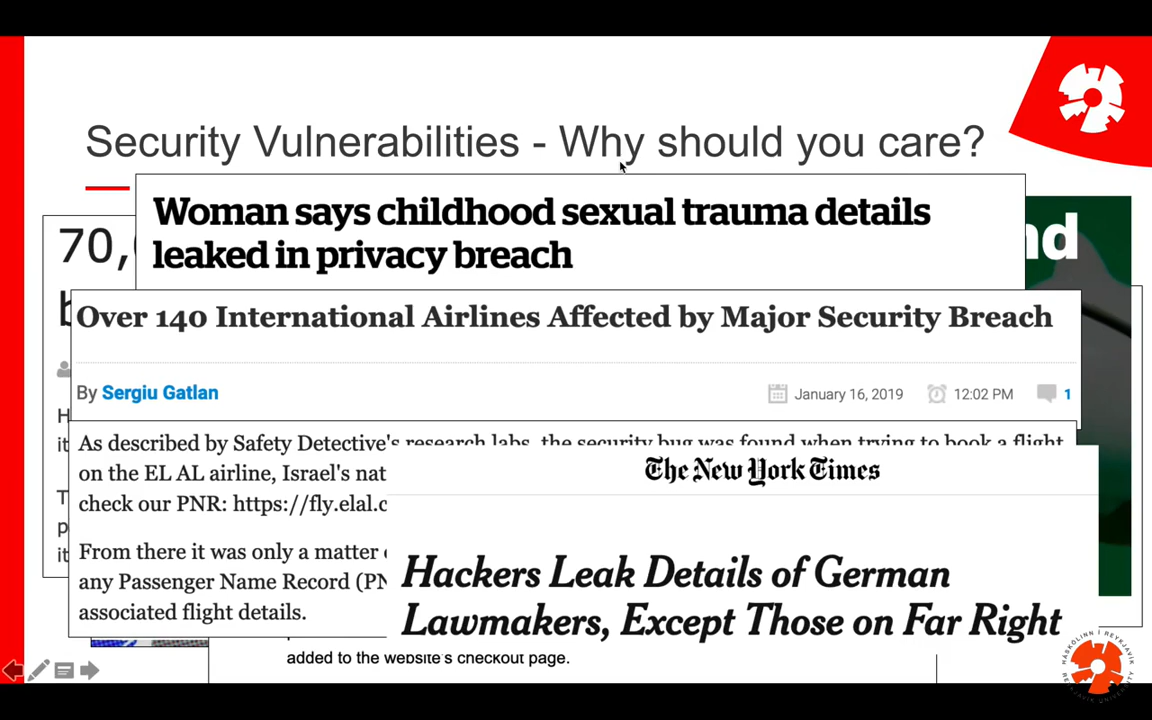 Security Vulnerabilities - Why should you care?
Woman says childhood sexual trauma details
leaked in privacy breach
70,
nd
Over 140 International Airlines Affected by Major Security Breach
By Sergiu Gatlan
January 16, 2019
12:02 PM
1
As described by Safety Detective's research labs, the security bug was found when trying to book a flight
on the EL AL airline, Israel's nat
check our PNR: https://fly.elal.c
From there it was only a matter
any Passenger Name Record (PN
associated flight details.
The New York Times
Hackers Leak Details of German
Lawmakers, Except Those on Far Right
added to the website's checkout page.
HÁSKÓLINN Í REYKJAVÍK
REYKJAVIK UNIVERSITY